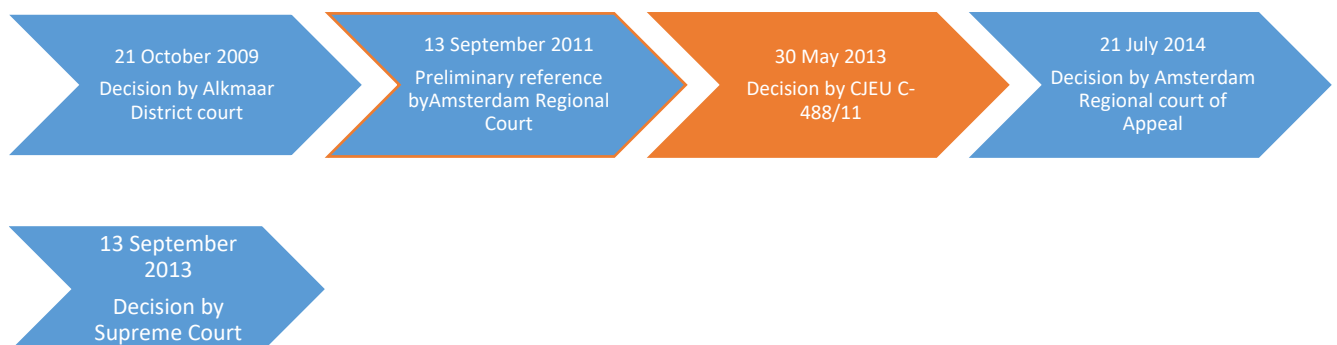 21 October 2009
Decision by Alkmaar
District court
13 September 2011
Preliminary reference
byAmsterdam Regional
Court
30 May 2013
Decision by CJEU C-
488/11
21 July 2014
Decision by Amsterdam
Regional court of
Appeal
13 September
2013
Decision by
Supreme Court